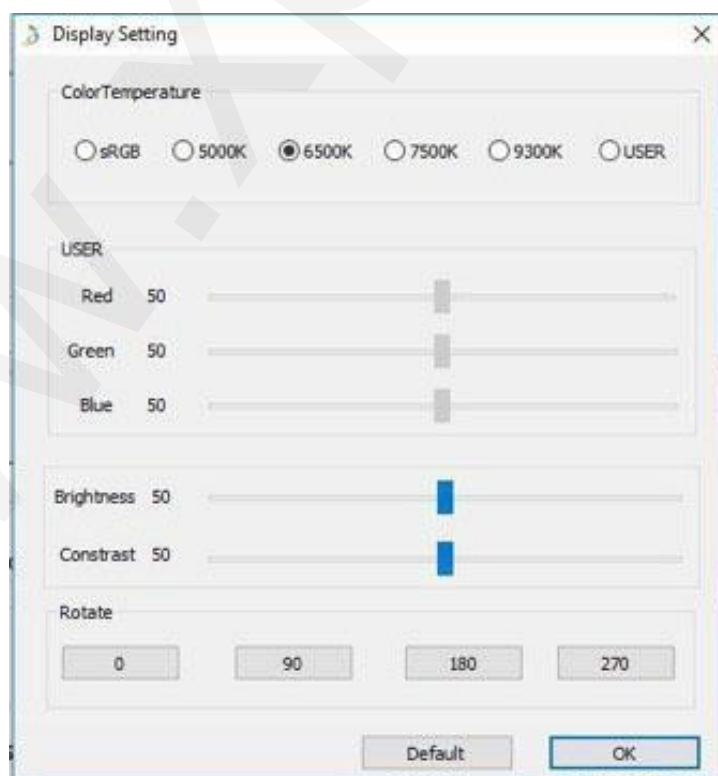 Display Setting
ColorTemperature
sRGB 5000K 6500K 7500K 9300K USER
USER
Red 50
Green 50
Blue 50
Brightness 50
Constrast 50
Rotate
0 90 180 270
Default OK